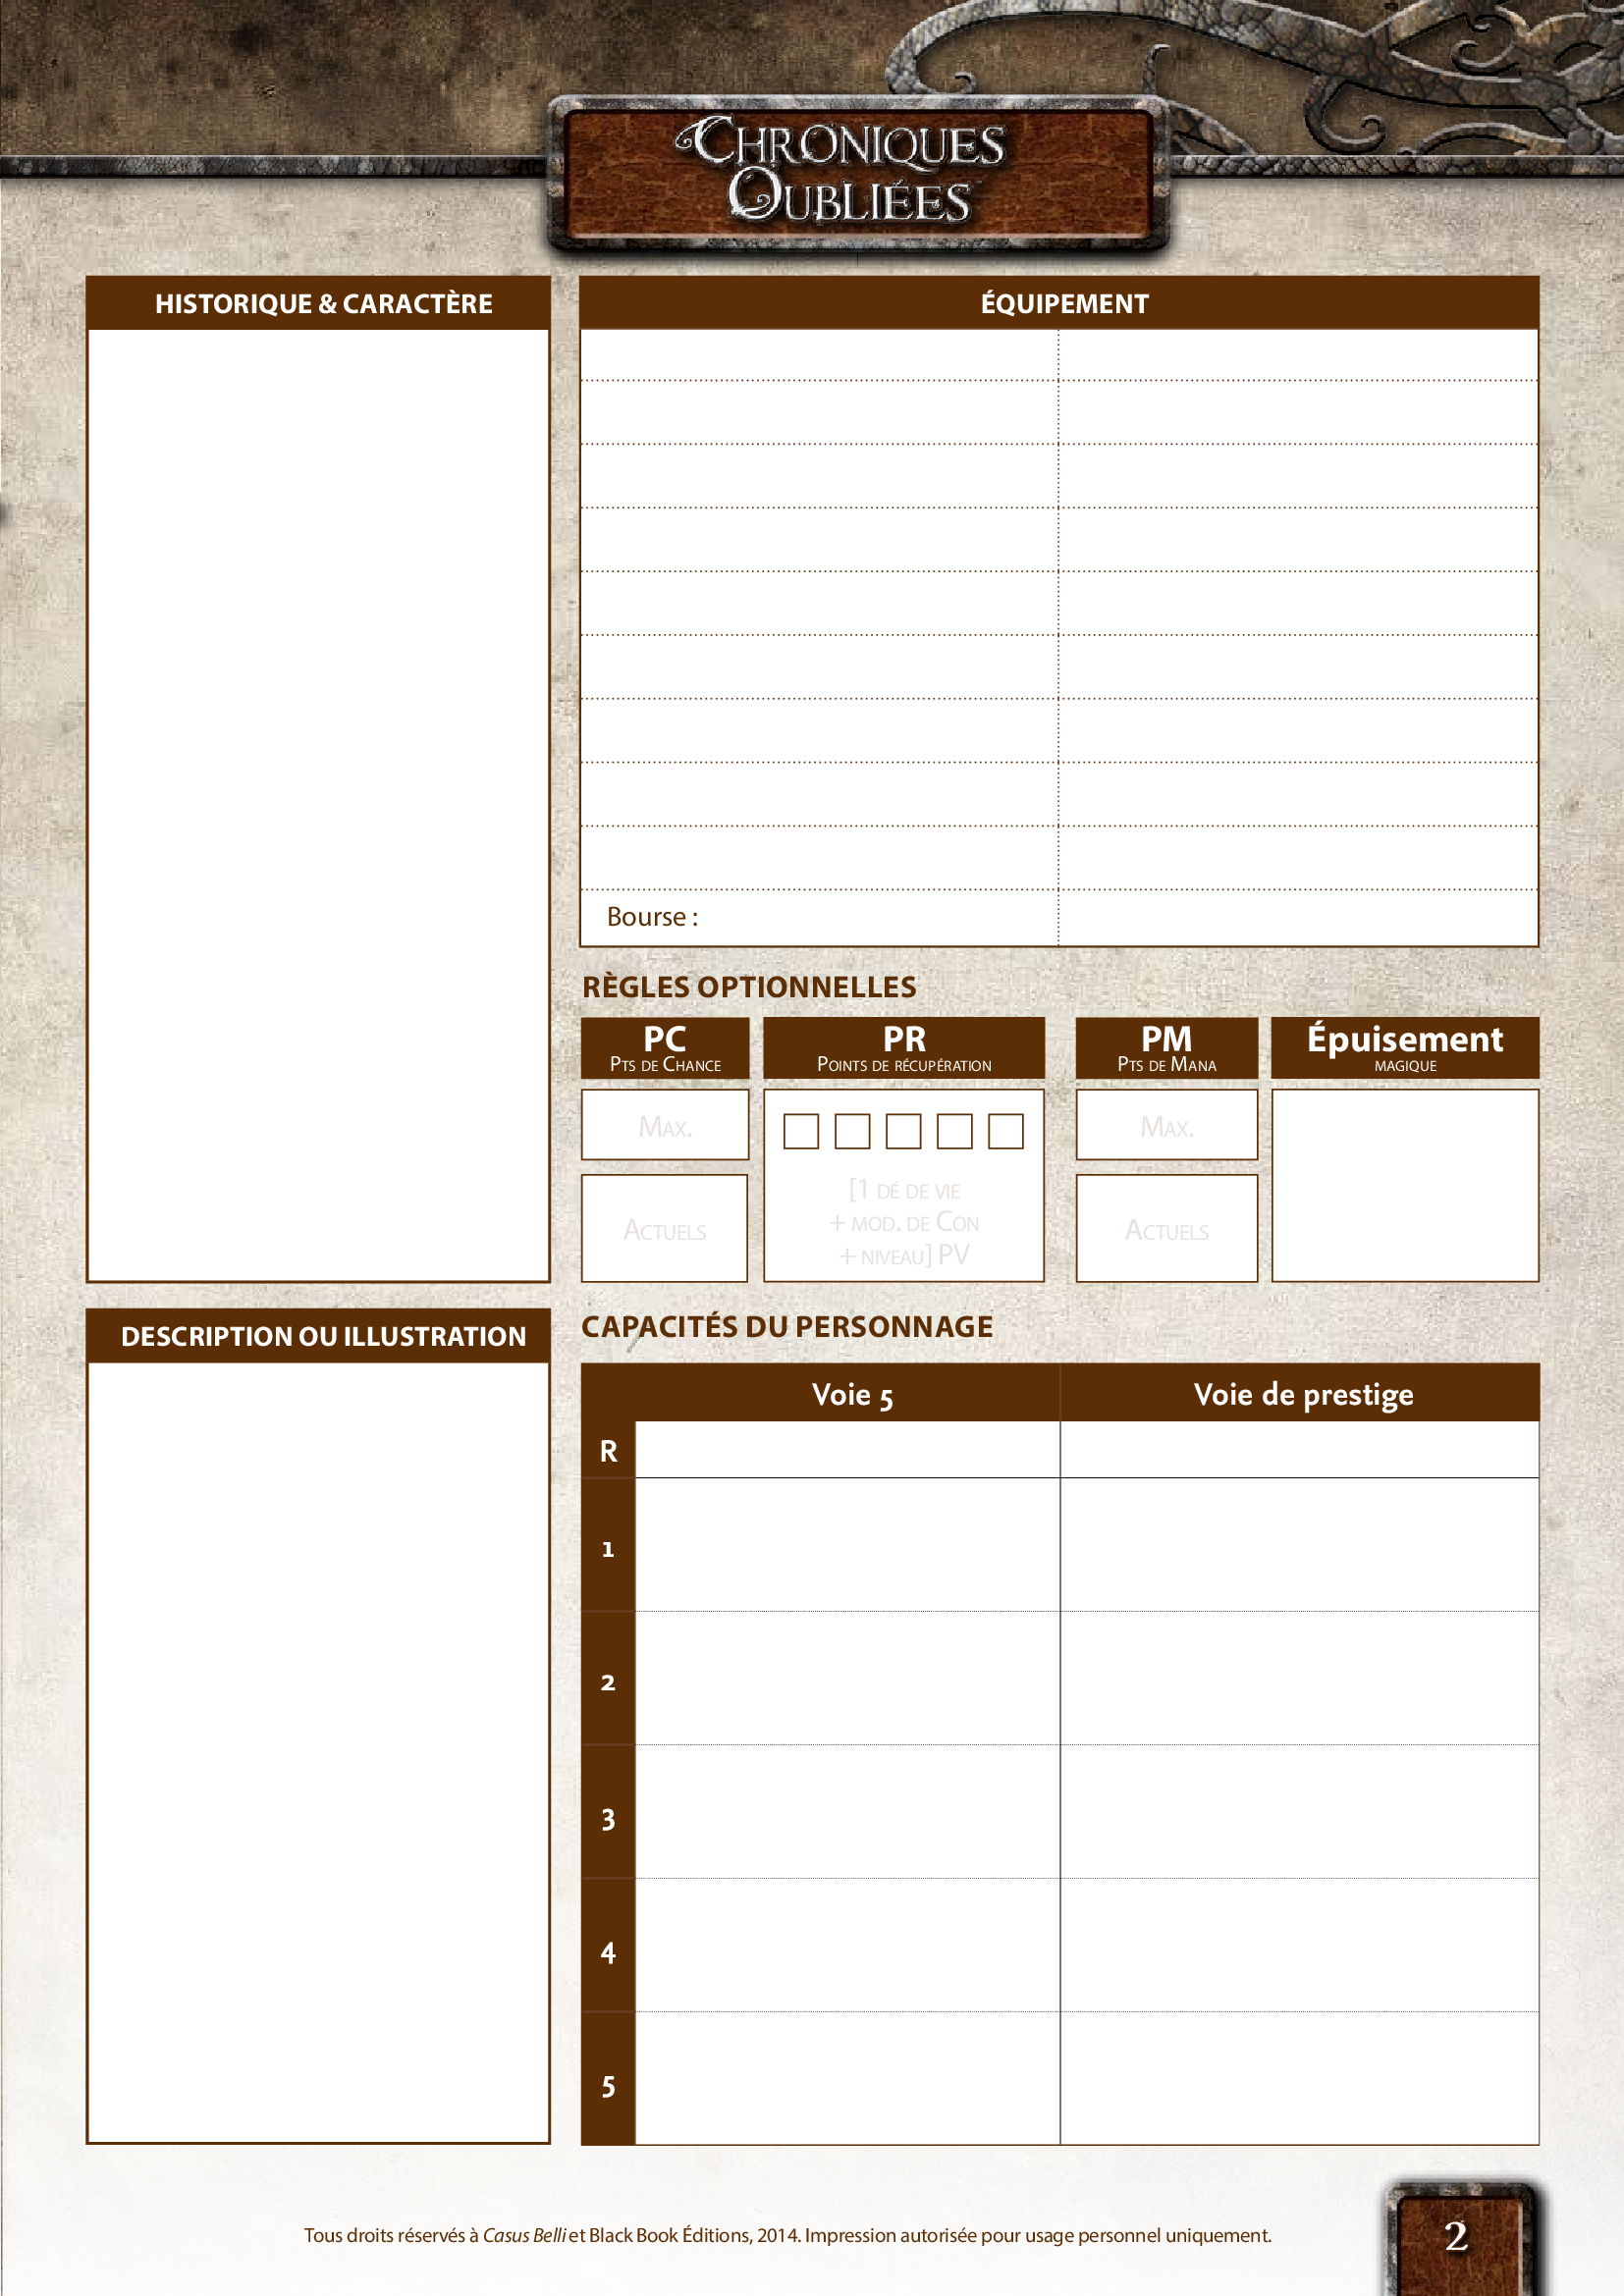 CHRONIQUES
OUBLIÉES
HISTORIQUE & CARACTÈRE
ÉQUIPEMENT
Bourse :
RÈGLES OPTIONNELLES
PC
PTS DE CHANCE
MAX.
ACTUELS
PR
POINTS DE RÉCUPÉRATION
[1 DÉ DE VIE
+ MOD. DE CON
+ NIVEAU] PV
PM
PTS DE MANA
MAX.
ACTUELS
Épuisement
MAGIQUE
DESCRIPTION OU ILLUSTRATION
CAPACITÉS DU PERSONNAGE
Voie 5
Voie de prestige
R
1
2
3
4
5
Tous droits réservés à Casus Belli et Black Book Éditions, 2014. Impression autorisée pour usage personnel uniquement.
2